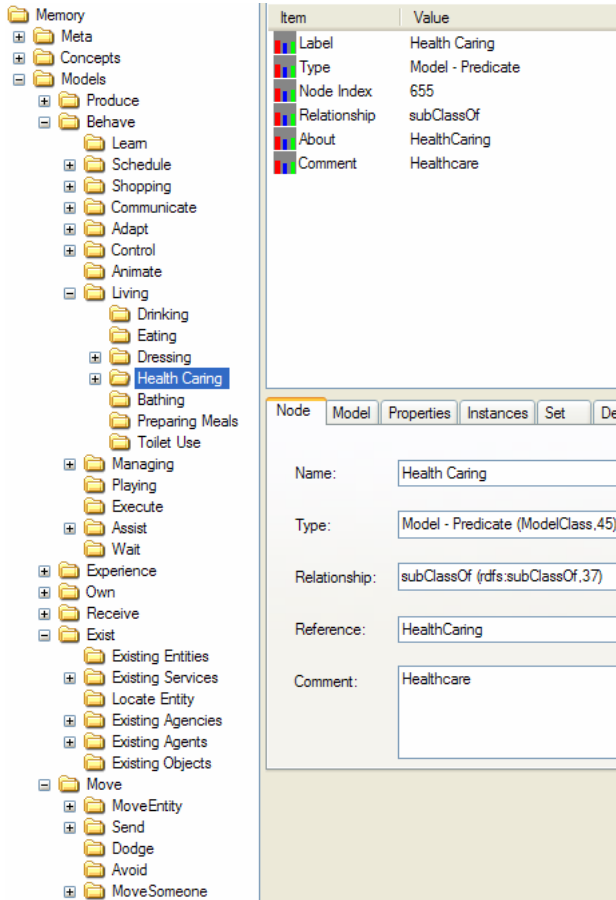 Memory
Meta
Concepts
Models
Produce
Behave
Learn
Schedule
Shopping
Communicate
Adapt
Control
Animate
Living
Drinking
Eating
Dressing
Health Caring
Bathing
Preparing Meals
Toilet Use
Managing
Playing
Execute
Assist
Wait
Experience
Own
Receive
Exist
Existing Entities
Existing Services
Locate Entity
Existing Agencies
Existing Agents
Existing Objects
Move
MoveEntity
Send
Dodge
Avoid
MoveSomeone
Item Value
Label Health Caring
Type Model - Predicate
Node Index 655
Relationship subClassOf
About HealthCaring
Comment Healthcare
Node Model Properties Instances Set De
Name: Health Caring
Type: Model - Predicate (ModelClass,45)
Relationship: subClassOf (rdfs:subClassOf,37)
Reference: HealthCaring
Comment: Healthcare